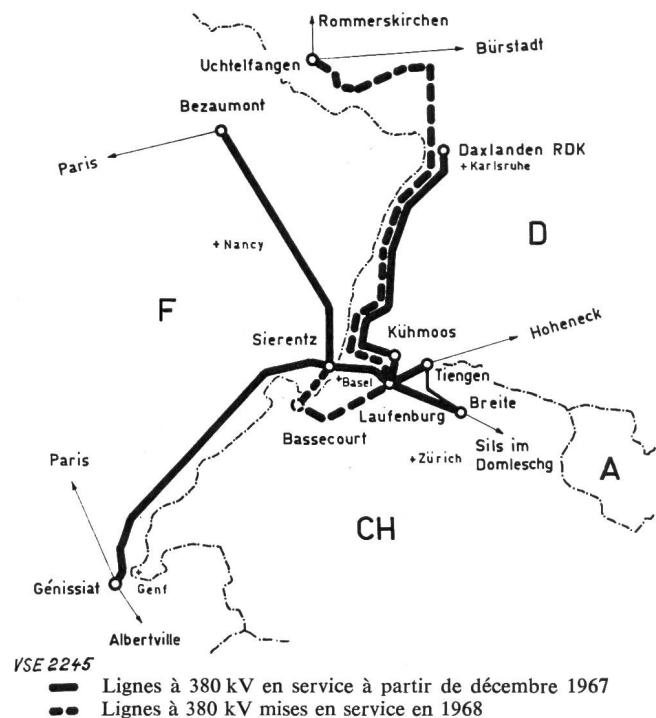 Rommerskirchen
Bürstadt
Uchtelfangen
Bezaumont
Daxlanden RDK
+Karlsruhe
Paris
D
+Nancy
F
Kühmoos
Hoheneck
Sierentz
Tiengen
+Basel
Laufenburg
Breite
Bassecourt
Sils im
Domleschg
+Zürich
A
Paris
CH
Génissiat
+
Genf
Albertville
VSE 2245
Lignes à 380 kV en service à partir de décembre 1967
Lignes à 380 kV mises en service en 1968